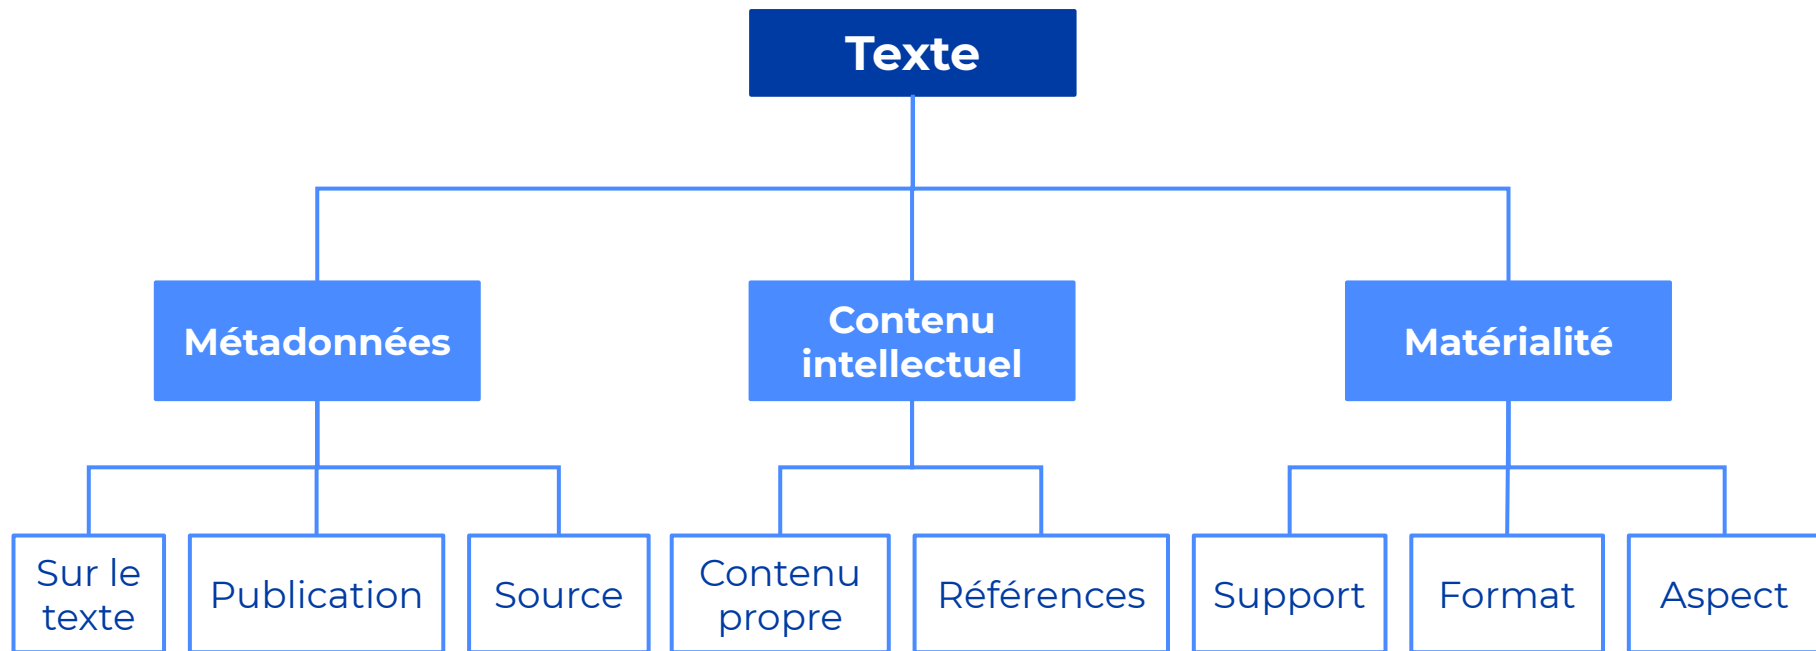 Texte
Métadonnées
Contenu
intellectuel
Matérialité
Sur le
texte
Publication
Source
Contenu
propre
Références
Support
Format
Aspect